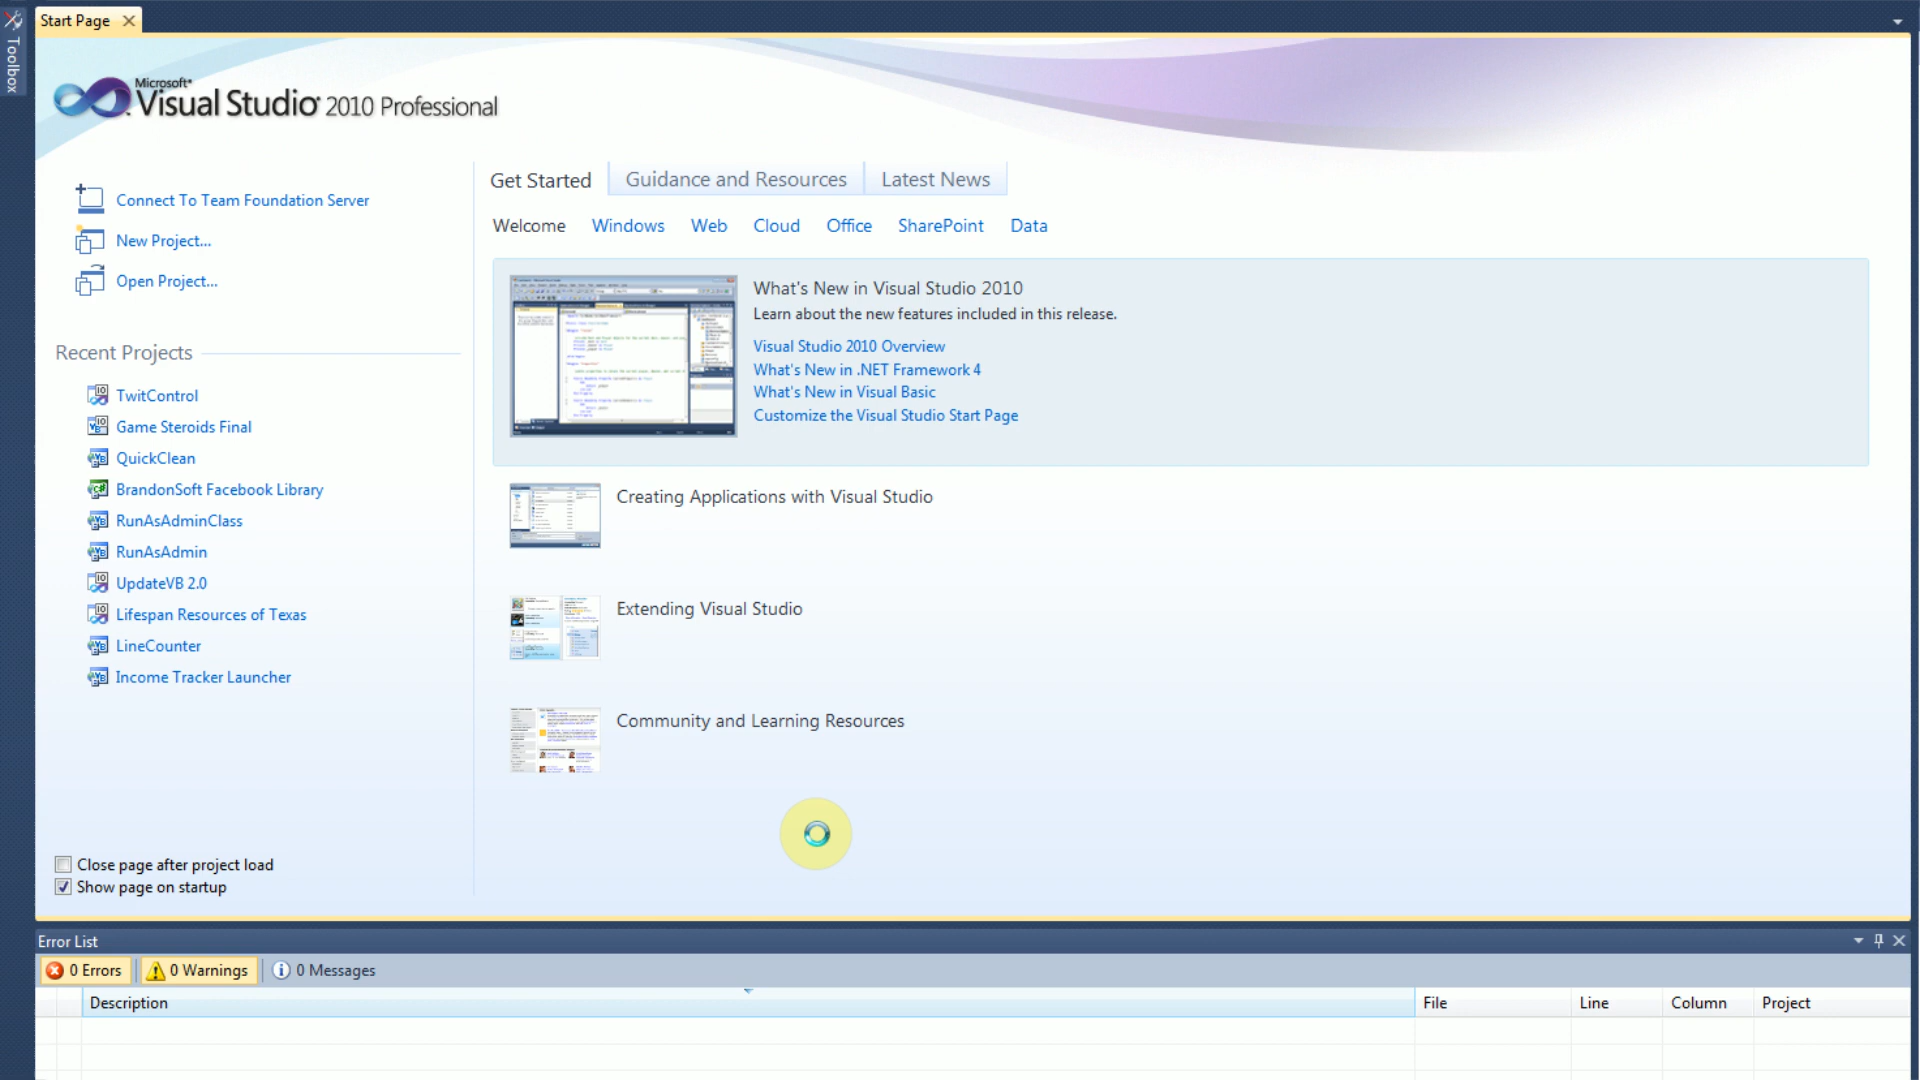 Start Page
Toolbox
Microsoft®
Visual Studio® 2010 Professional
Connect To Team Foundation Server
New Project...
Open Project...
Recent Projects
TwitControl
Game Steroids Final
QuickClean
BrandonSoft Facebook Library
RunAsAdminClass
RunAsAdmin
UpdateVB 2.0
Lifespan Resources of Texas
LineCounter
Income Tracker Launcher
Close page after project load
Show page on startup
Get Started Guidance and Resources Latest News
Welcome Windows Web Cloud Office SharePoint Data
What's New in Visual Studio 2010
Learn about the new features included in this release.
Visual Studio 2010 Overview
What's New in .NET Framework 4
What's New in Visual Basic
Customize the Visual Studio Start Page
Creating Applications with Visual Studio
Extending Visual Studio
Community and Learning Resources
Error List
0 Errors 0 Warnings 0 Messages
Description File Line Column Project